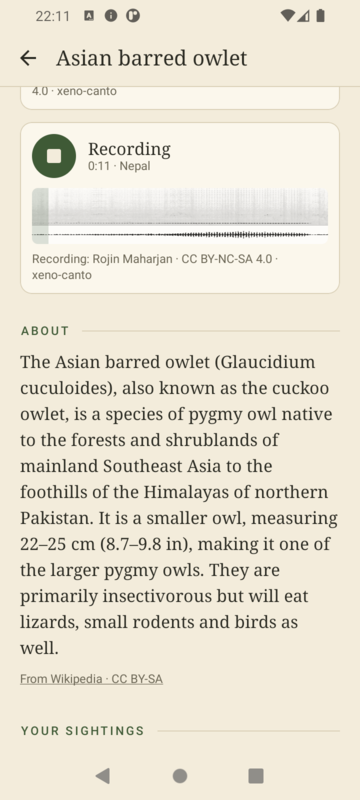 22:11
Asian barred owlet
4.0 · xeno-canto
Recording
0:11 · Nepal
Recording: Rojin Maharjan · CC BY-NC-SA 4.0 ·
xeno-canto
ABOUT
The Asian barred owlet (Glaucidium
cuculoides), also known as the cuckoo
owlet, is a species of pygmy owl native
to the forests and shrublands of
mainland Southeast Asia to the
foothills of the Himalayas of northern
Pakistan. It is a smaller owl, measuring
22–25 cm (8.7–9.8 in), making it one of
the larger pygmy owls. They are
primarily insectivorous but will eat
lizards, small rodents and birds as
well.
From Wikipedia · CC BY-SA
YOUR SIGHTINGS